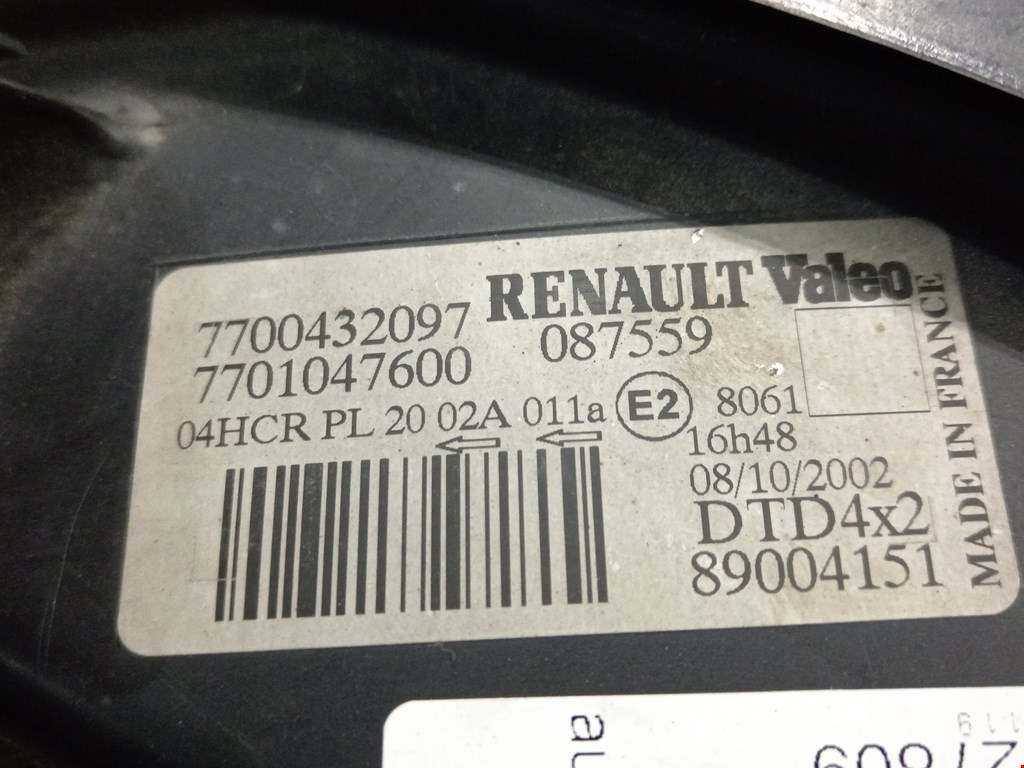 RENAULT Valeo
7700432097 087559
7701047600
04HCR PL 20 02A 011a E2 8061
16h48
08/10/2002
DTD4x2
89004151
MADE IN FRANCE
au